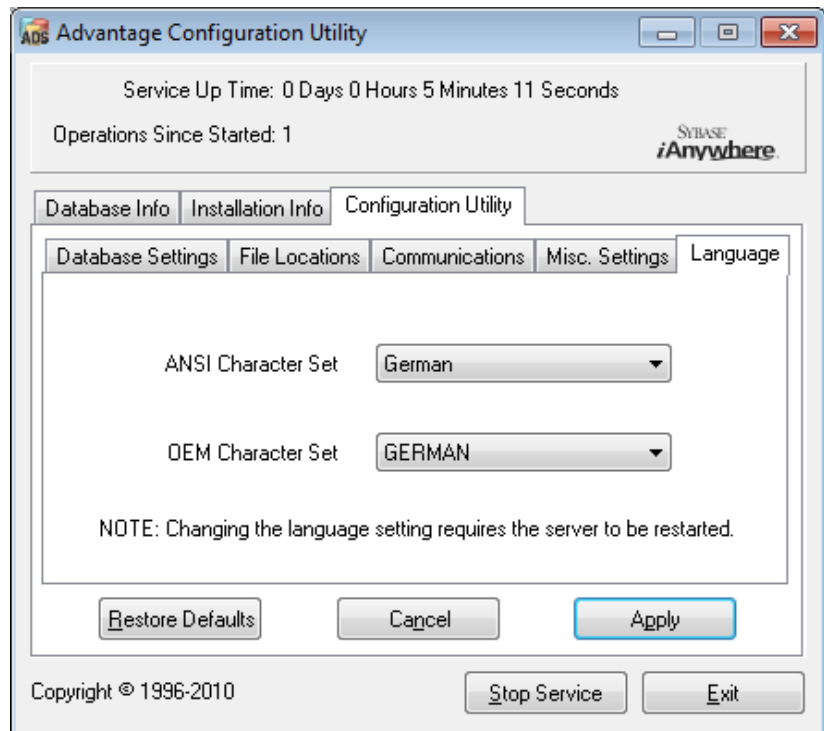 ADS Advantage Configuration Utility
Service Up Time: 0 Days 0 Hours 5 Minutes 11 Seconds
Operations Since Started: 1
SYBASE
iAnywhere.
Database Info Installation Info Configuration Utility
Database Settings File Locations Communications Misc. Settings Language
ANSI Character Set German
OEM Character Set GERMAN
NOTE: Changing the language setting requires the server to be restarted.
Restore Defaults Cancel Apply
Copyright © 1996-2010 Stop Service Exit